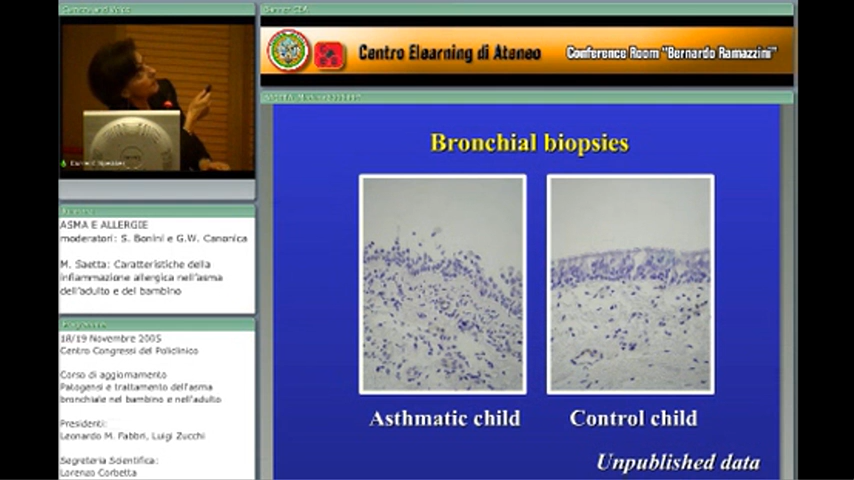 Centro Elearning di Ateneo
Conference Room "Bernardo Ramazzini"
Current Speaker
ASMA E ALLERGIE
moderatori: S. Bonini e G.W. Canonica
M. Saetta: Caratteristiche della
infiammazione allergica nell'asma
dell'adulto e del bambino
18/19 Novembre 2005
Centro Congressi del Policlinico
Corso di aggiornamento
Patogensi e trattamento dell'asma
bronchiale nel bambino e nell'adulto
Presidenti:
Leonardo M. Fabbri, Luigi Zucchi
Segreteria Scientifica:
Lorenzo Corbetta
Bronchial biopsies
Asthmatic child
Control child
Unpublished data